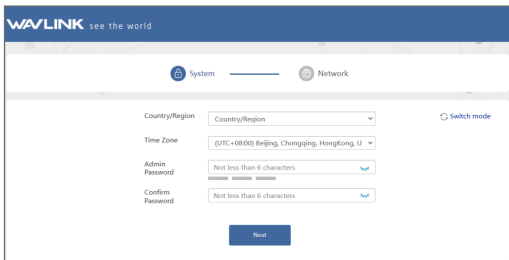 WAVLINK see the world
System
Network
Country/Region
Country/Region
Switch mode
Time Zone
(UTC+08:00) Beijing, Chongqing, HongKong, U
Admin
Password
Not less than 6 characters
Confirm
Password
Not less than 6 characters
Next